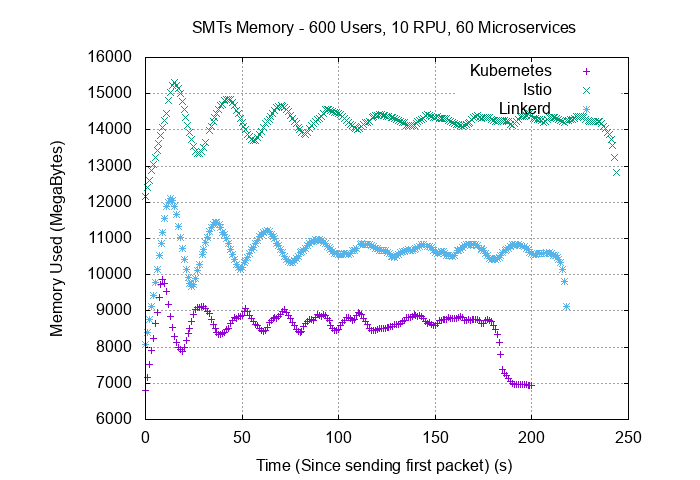 SMTs Memory - 600 Users, 10 RPU, 60 Microservices
16000
15000
14000
13000
12000
11000
10000
9000
8000
7000
6000
Memory Used (MegaBytes)
Kubernetes
Istio
Linkerd
0 50 100 150 200 250
Time (Since sending first packet) (s)